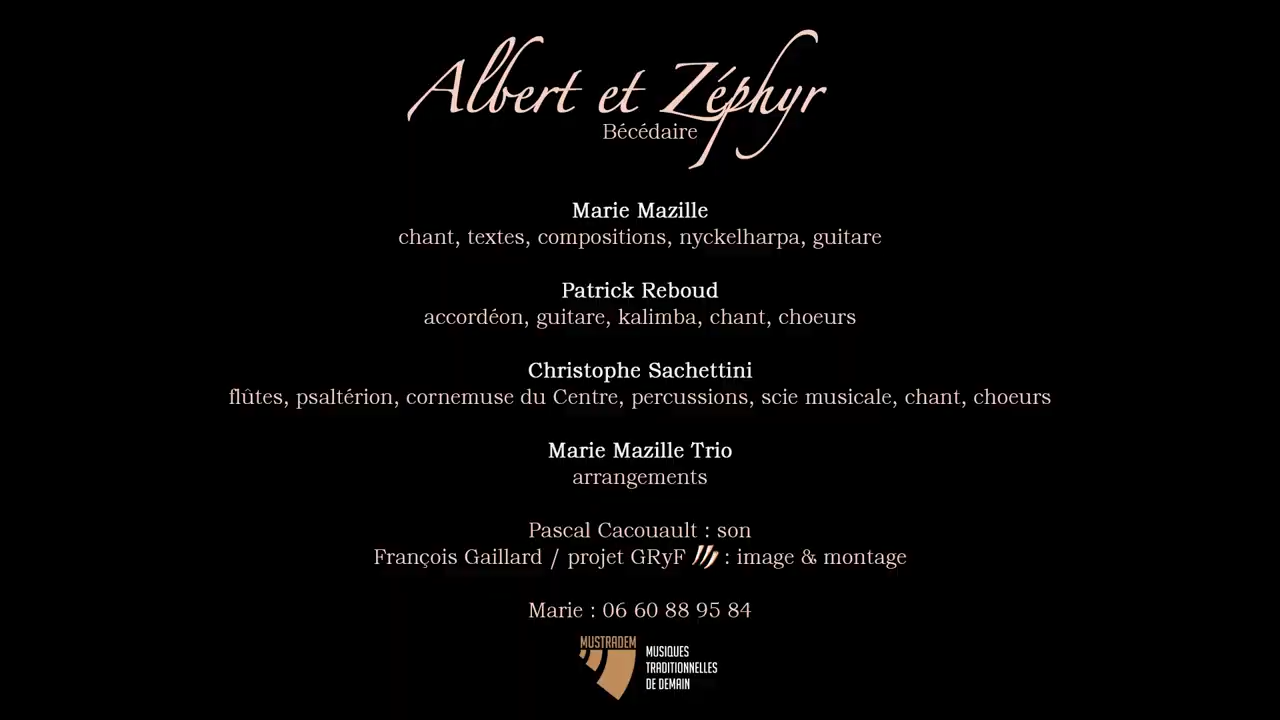 Albert et Zéphyr
Bécédaire
Marie Mazille
chant, textes, compositions, nyckelharpa, guitare
Patrick Reboud
accordéon, guitare, kalimba, chant, choeurs
Christophe Sachettini
flûtes, psaltérion, cornemuse du Centre, percussions, scie musicale, chant, choeurs
Marie Mazille Trio
arrangements
Pascal Cacouault : son
François Gaillard / projet GRyF : image & montage
Marie : 06 60 88 95 84
MUSTRADEM
MUSIQUES
TRADITIONNELLES
DE DEMAIN